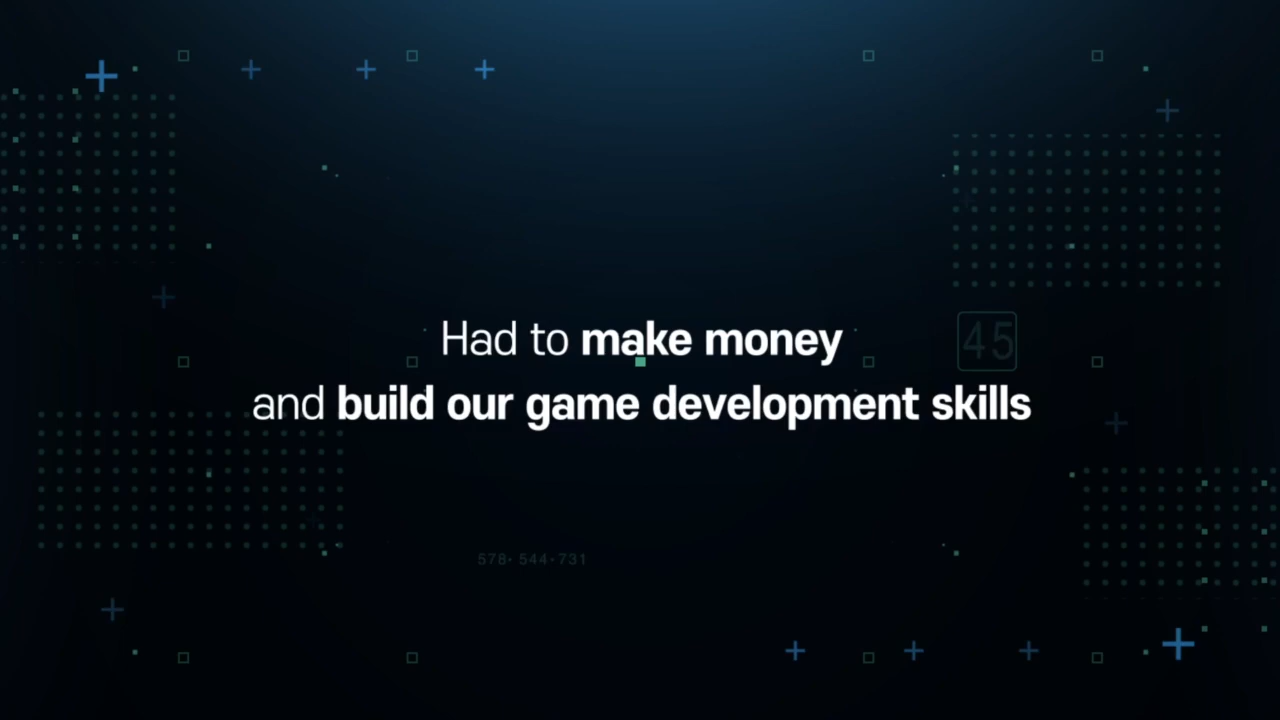 Had to make money
45
and build our game development skills
578- 544-731